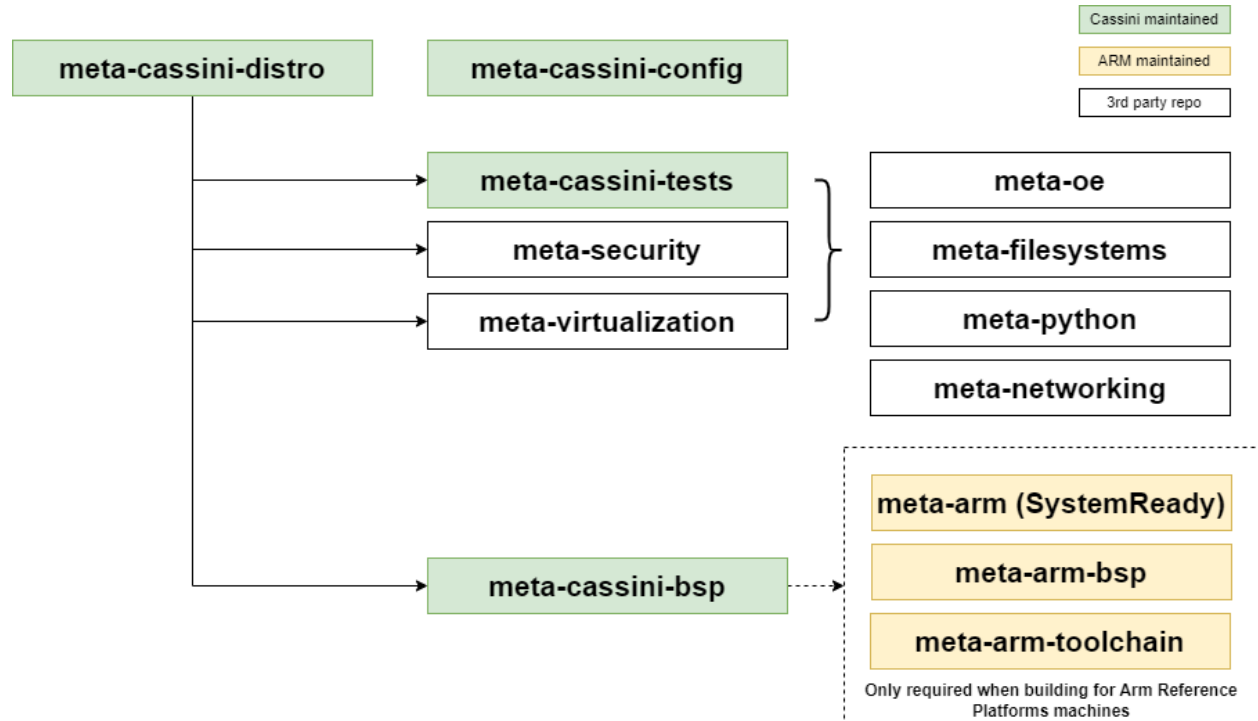 Cassini maintained
meta-cassini-distro
meta-cassini-config
ARM maintained
3rd party repo
meta-cassini-tests
meta-oe
meta-security
meta-filesystems
meta-virtualization
meta-python
meta-networking
meta-arm (SystemReady)
meta-cassini-bsp
meta-arm-bsp
meta-arm-toolchain
Only required when building for Arm Reference
Platforms machines